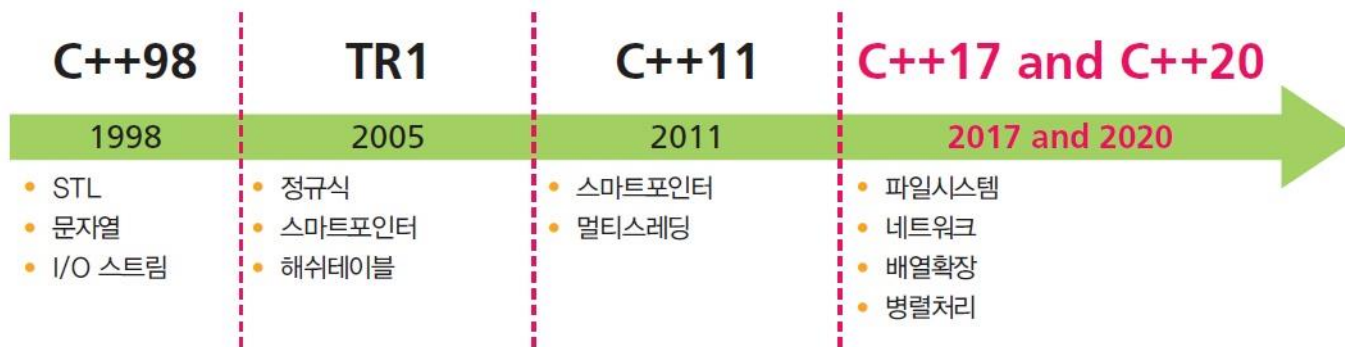 C++98
1998
• STL
• 문자열
• I/O 스트림
TR1
2005
• 정규식
• 스마트포인터
• 해쉬테이블
C++11
2011
• 스마트포인터
• 멀티스레딩
C++17 and C++20
2017 and 2020
• 파일시스템
• 네트워크
• 배열확장
• 병렬처리